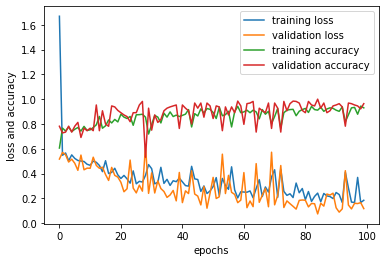 training loss
validation loss
training accuracy
validation accuracy
1.6
1.4
1.2
1.0
0.8
0.6
0.4
0.2
0.0
loss and accuracy
0 20 40 60 80 100
epochs